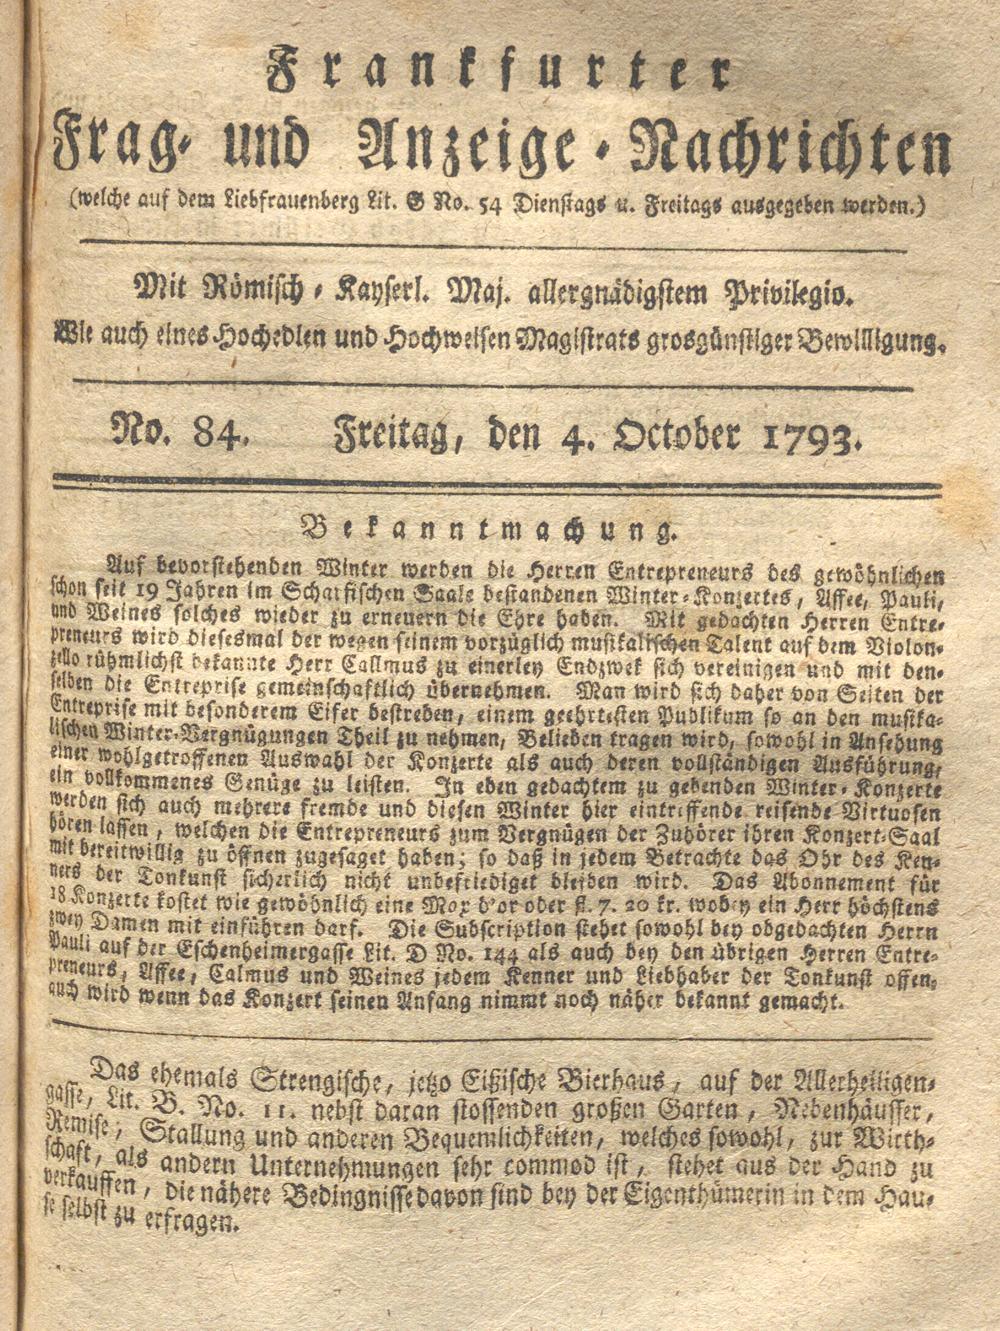 Frankfurter
Frag- und Anzeige-Nachrichten
(welche auf dem Liebfrauenberg Lit. G No. 54 Dienstags u. Freitags ausgegeben werden.)
Mit Römisch-Kayserl. Maj. allergnädigstem Privilegio.
Wie auch eines Hochedlen und Hochweisen Magistrats grosgünstiger Bewilligung.
No. 84. Freitag, den 4. October 1793.
Bekanntmachung.
Auf bevorstehenden Winter werden die Herren Entrepreneurs des gewöhnlichen
schon seit 19 Jahren im Scharfischen Saale bestandenen Winter-Konzertes, Affee, Pauli,
und Weines solches wieder zu erneuern die Ehre haben. Mit gedachten Herren Entre-
preneurs wird diesesmal der wegen seinem vorzüglich musikalischen Talent auf dem Violon-
zello rühmlichst bekannte Herr Callmus zu einerley Endzwek sich vereinigen und mit den-
selben die Entreprise gemeinschaftlich übernehmen. Man wird sich daher von Seiten der
Entreprise mit besonderem Eifer bestreben, einem geehrtesten Publikum so an den musika-
lischen Winter-Vergnügungen Theil zu nehmen, Belieben tragen wird, sowohl in Ansehung
einer wohlgetroffenen Auswahl der Konzerte als auch deren vollständigen Ausführung,
ein vollkommenes Genüge zu leisten. In eben gedachtem zu gebenden Winter-Konzerte
werden sich auch mehrere fremde und diesen Winter hier eintreffende reisende Virtuosen
hören lassen, welchen die Entrepreneurs zum Vergnügen der Zuhörer ihren Konzert-Saal
mit bereitwillig zu öffnen zugesaget haben; so daß in jedem Betrachte das Ohr des Ken-
ners der Tonkunst sicherlich nicht unbefriediget bleiben wird. Das Abonnement für
18 Konzerte kostet wie gewöhnlich eine Max d'or oder fl. 7. 20 kr. wobey ein Herr höchstens
zwey Damen mit einführen darf. Die Subscription stehet sowohl bey obgedachten Herrn
Pauli auf der Eschenheimergasse Lit. D No. 144 als auch bey den übrigen Herren Entre-
preneurs, Affee, Calmus und Weines jedem Kenner und Liebhaber der Tonkunst offen,
auch wird wenn das Konzert seinen Anfang nimmt noch näher bekannt gemacht.
Das ehemals Strengische, jetzo Eißische Bierhaus, auf der Allerheiligen-
gasse, Lit. B. No. 11. nebst daran stossenden großen Garten, Nebenhäusser,
Remise, Stallung und anderen Bequemlichkeiten, welches sowohl, zur Wirth-
schaft, als andern Unternehmungen sehr commod ist, stehet aus der Hand zu
verkauffen, die nähere Bedingnisse davon sind bey der Eigenthümerin in dem Hau-
se selbst zu erfragen.